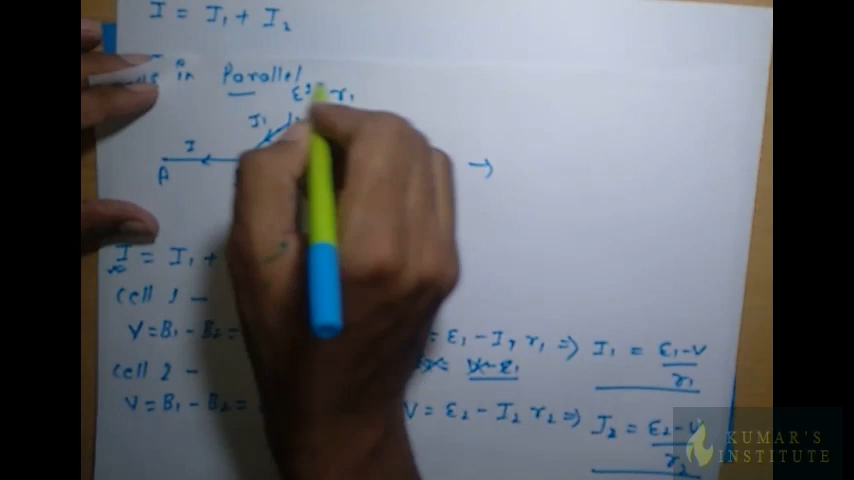 I = I₁ + I₂
in Parallel
ε₁ r₁
I₁
I
A
→
I = I₁ +
Cell 1 -
V = B₁ - B₂ = = ε₁ - I₁ r₁ ⇒ I₁ = ε₁-V / r₁
Cell 2 -
V = B₁ - B₂ = V = ε₂ - I₂ r₂ ⇒ I₂ = ε₂-V / r₂
KUMAR'S
INSTITUTE